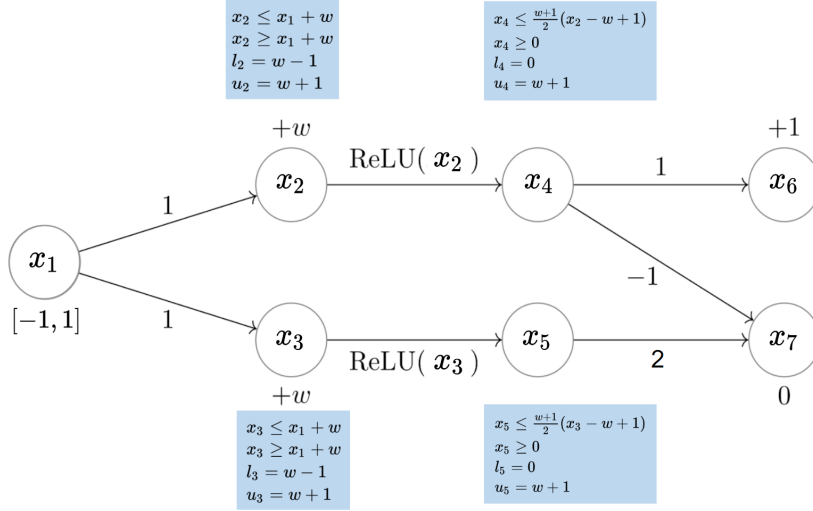 x₂ ≤ x₁ + w
x₂ ≥ x₁ + w
l₂ = w − 1
u₂ = w + 1
x₄ ≤ (w+1)/2 (x₂ − w + 1)
x₄ ≥ 0
l₄ = 0
u₄ = w + 1
+w
+1
ReLU( x₂ )
x₂
x₄
1
x₆
1
x₁
[−1, 1]
−1
1
x₃
x₅
x₇
ReLU( x₃ )
2
+w
0
x₃ ≤ x₁ + w
x₃ ≥ x₁ + w
l₃ = w − 1
u₃ = w + 1
x₅ ≤ (w+1)/2 (x₃ − w + 1)
x₅ ≥ 0
l₅ = 0
u₅ = w + 1